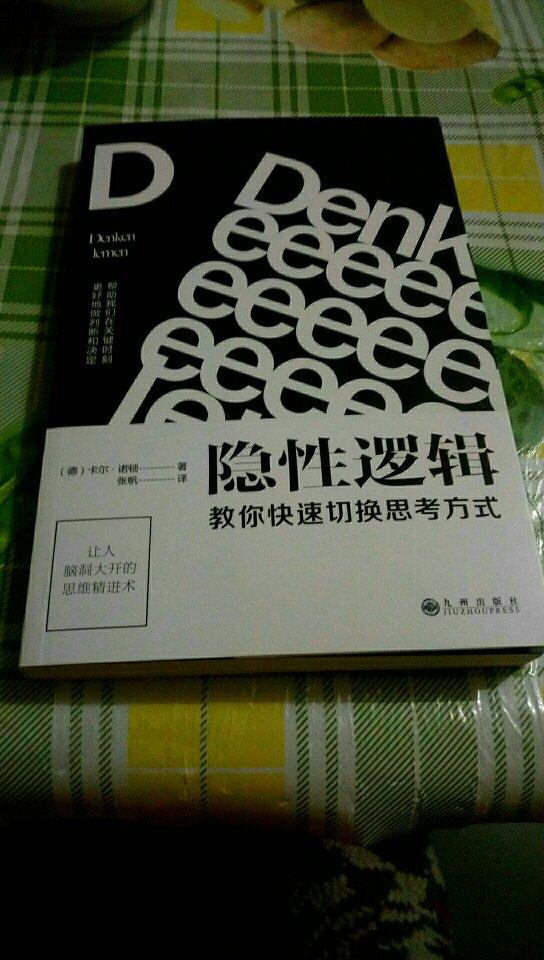 D
Denk
eeeee
eeeee
eeeee
Denken
lernen
帮助我们在关键时刻
更好地做判断和决定
(德)卡尔·诺顿---------著
张帆---------译
隐性逻辑
教你快速切换思考方式
让人
脑洞大开的
思维精进术
九州出版社
JIUZHOUPRESS